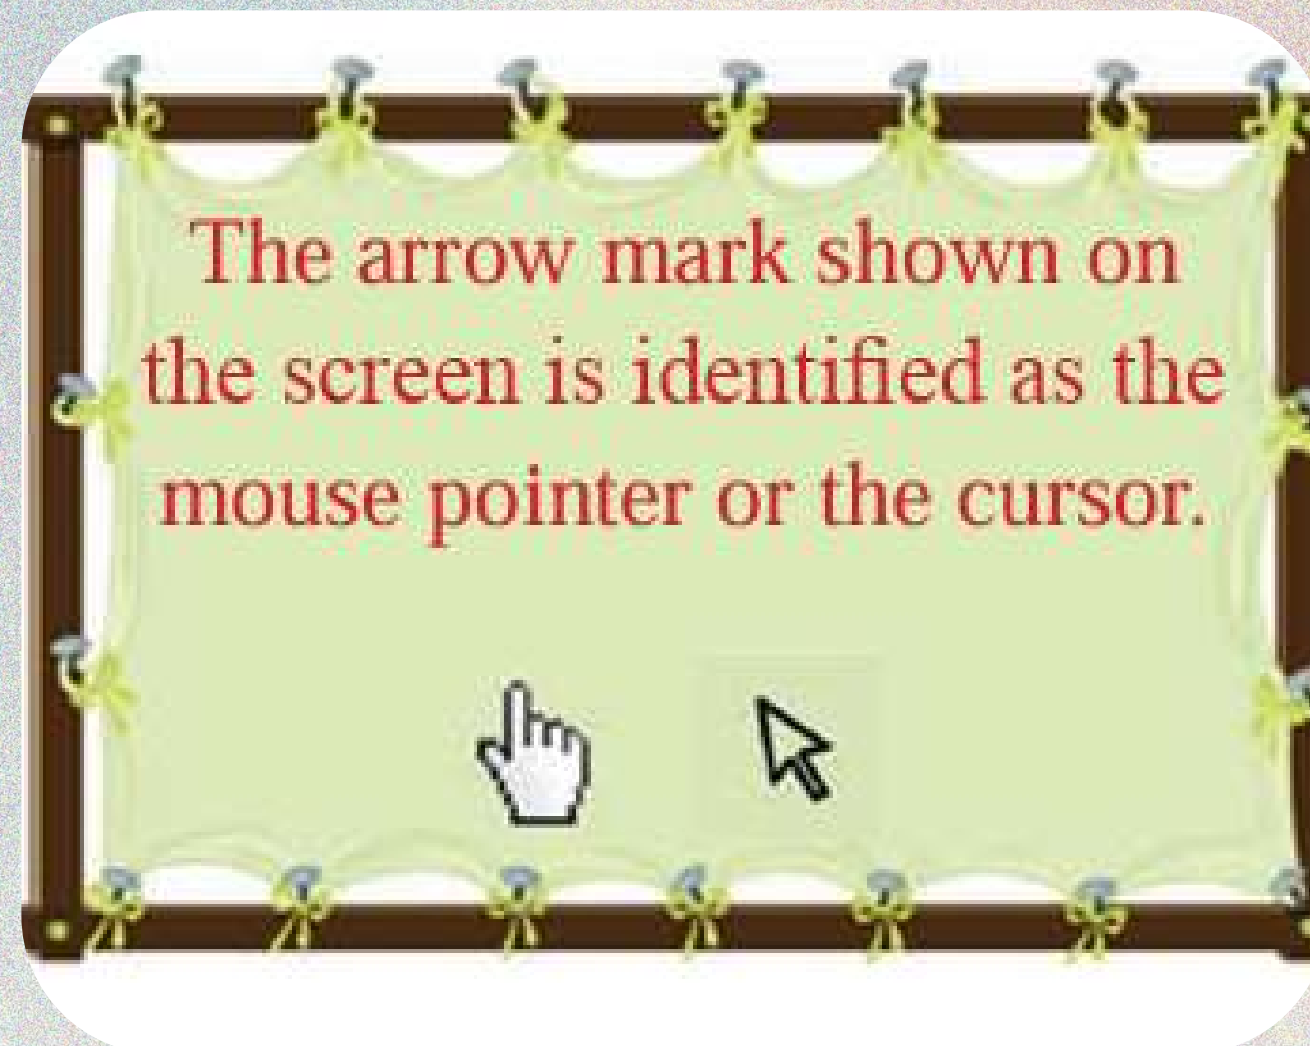 The arrow mark shown on
the screen is identified as the
mouse pointer or the cursor.